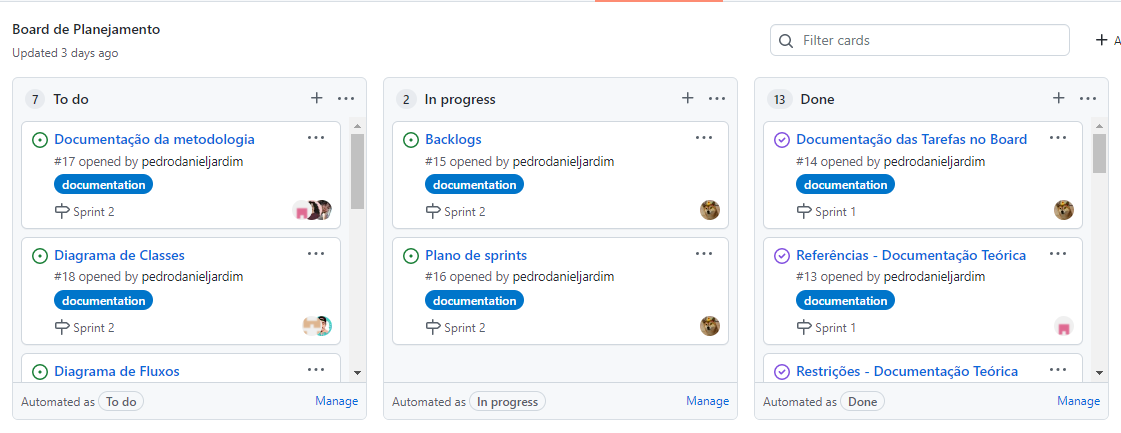 Board de Planejamento
Updated 3 days ago
Filter cards
+ A
7 To do
Documentação da metodologia
#17 opened by pedrodanieljardim
documentation
Sprint 2
Diagrama de Classes
#18 opened by pedrodanieljardim
documentation
Sprint 2
Diagrama de Fluxos
Automated as To do
Manage
2 In progress
Backlogs
#15 opened by pedrodanieljardim
documentation
Sprint 2
Plano de sprints
#16 opened by pedrodanieljardim
documentation
Sprint 2
Automated as In progress
Manage
13 Done
Documentação das Tarefas no Board
#14 opened by pedrodanieljardim
documentation
Sprint 1
Referências - Documentação Teórica
#13 opened by pedrodanieljardim
documentation
Sprint 1
Restrições - Documentação Teórica
Automated as Done
Manage